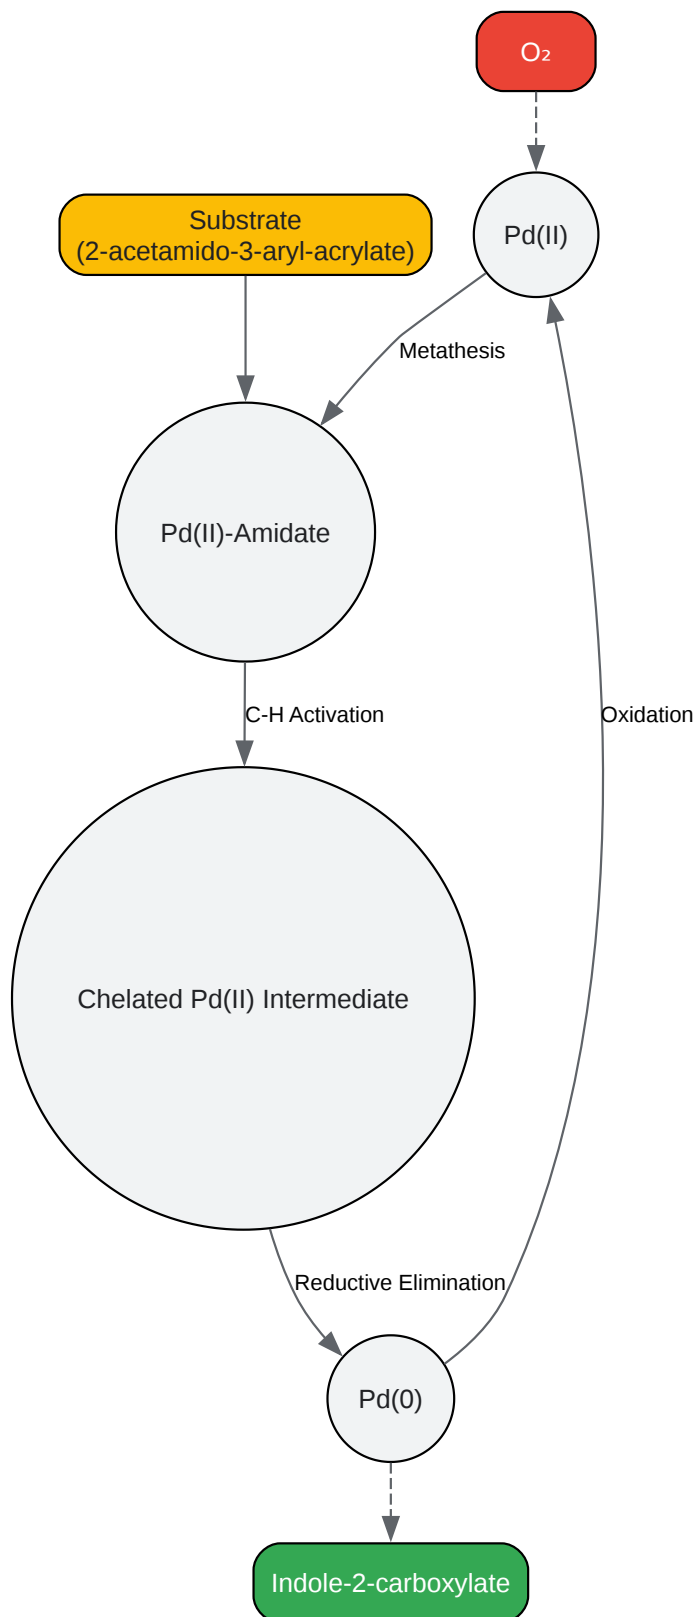 O₂
Pd(II)
Substrate
(2-acetamido-3-aryl-acrylate)
Metathesis
Pd(II)-Amidate
C-H Activation
Oxidation
Chelated Pd(II) Intermediate
Reductive Elimination
Pd(0)
Indole-2-carboxylate